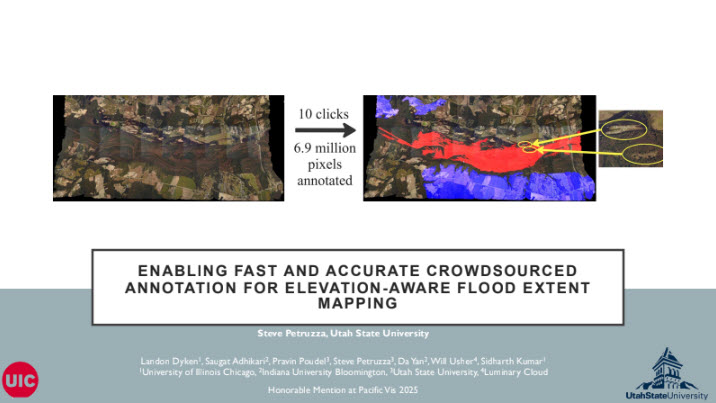 10 clicks
6.9 million
pixels
annotated
ENABLING FAST AND ACCURATE CROWDSOURCED
ANNOTATION FOR ELEVATION-AWARE FLOOD EXTENT
MAPPING
Steve Petruzza, Utah State University
Landon Dyken¹, Saugat Adhikari², Pravin Poudel³, Steve Petruzza³, Da Yan², Will Usher⁴, Sidharth Kumar¹
¹University of Illinois Chicago, ²Indiana University Bloomington, ³Utah State University, ⁴Luminary Cloud
Honorable Mention at Pacific Vis 2025
UIC
UtahStateUniversity